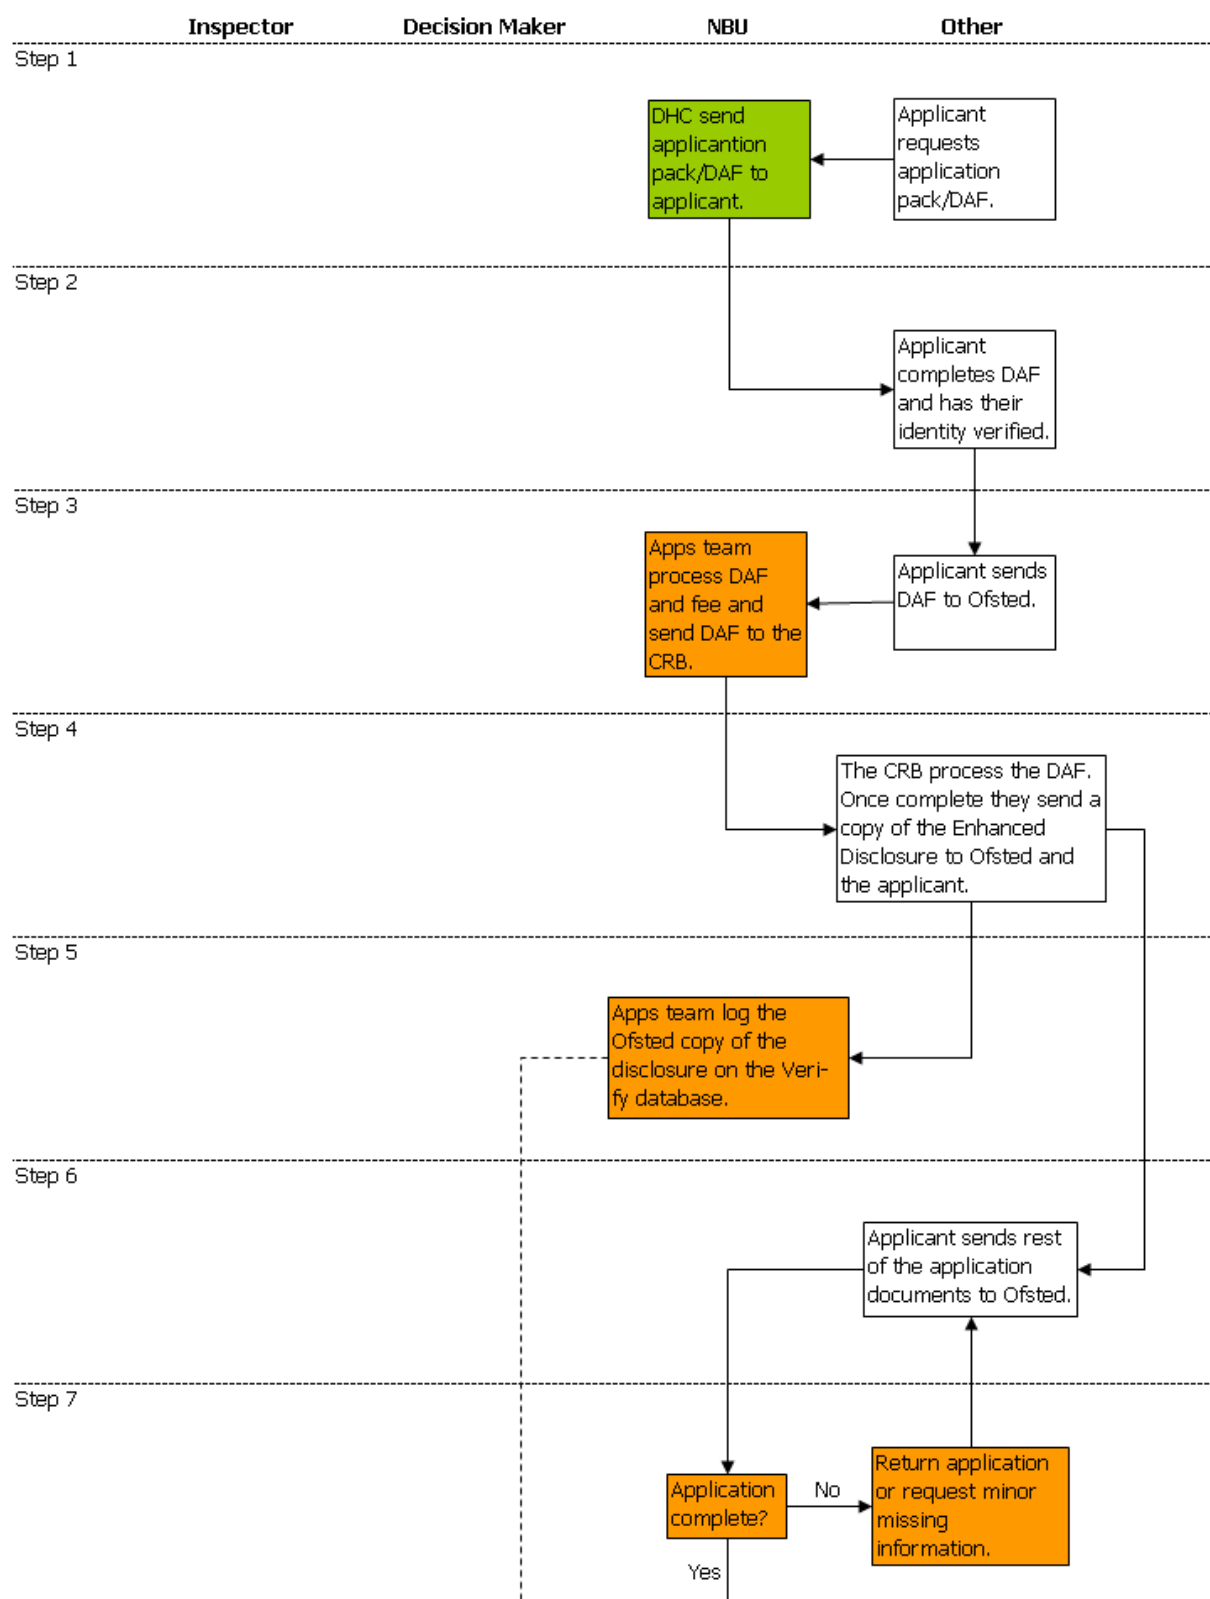 Inspector Decision Maker NBU Other
Step 1
DHC send
applicantion
pack/DAF to
applicant.
Applicant
requests
application
pack/DAF.
Step 2
Applicant
completes DAF
and has their
identity verified.
Step 3
Apps team
process DAF
and fee and
send DAF to the
CRB.
Applicant sends
DAF to Ofsted.
Step 4
The CRB process the DAF.
Once complete they send a
copy of the Enhanced
Disclosure to Ofsted and
the applicant.
Step 5
Apps team log the
Ofsted copy of the
disclosure on the Veri-
fy database.
Step 6
Applicant sends rest
of the application
documents to Ofsted.
Step 7
Application
complete?
No
Return application
or request minor
missing
information.
Yes